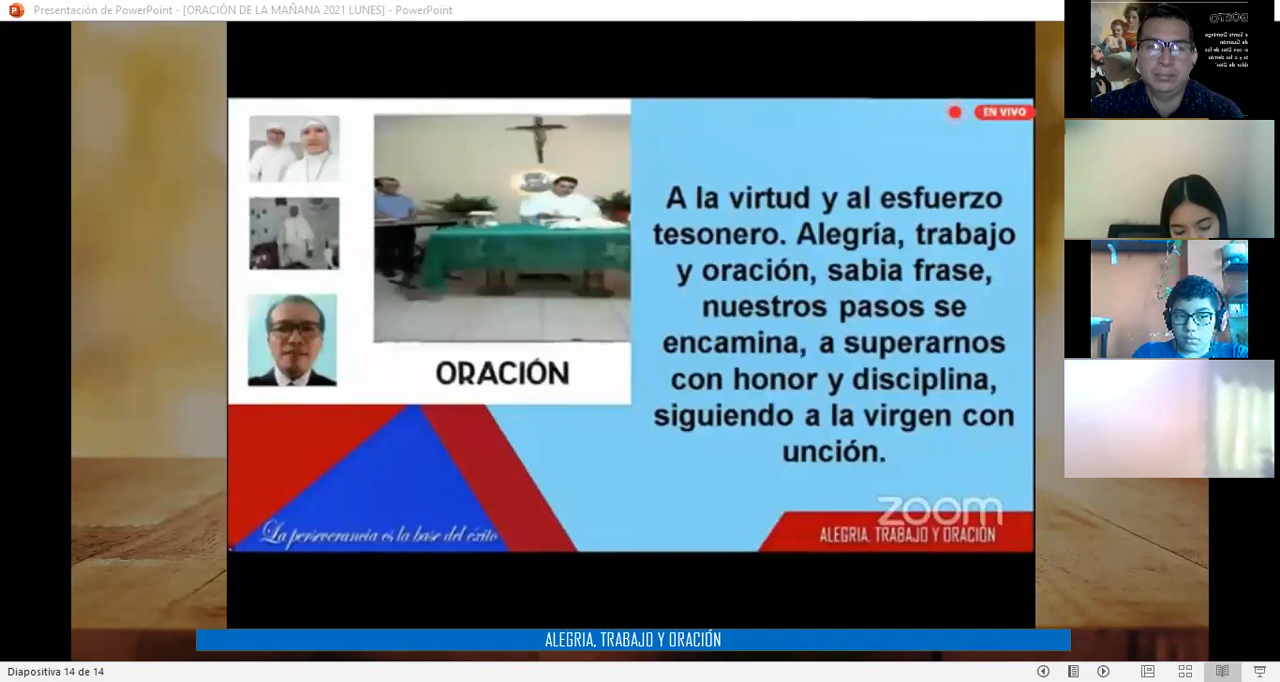 Presentación de PowerPoint - [ORACIÓN DE LA MAÑANA 2021 LUNES] - PowerPoint
EN VIVO
A la virtud y al esfuerzo
tesonero. Alegría, trabajo
y oración, sabia frase,
nuestros pasos se
encamina, a superarnos
con honor y disciplina,
siguiendo a la virgen con
unción.
ORACIÓN
La perseverancia es la base del éxito
zoom
ALEGRIA, TRABAJO Y ORACIÓN
ALEGRIA, TRABAJO Y ORACIÓN
Diapositiva 14 de 14